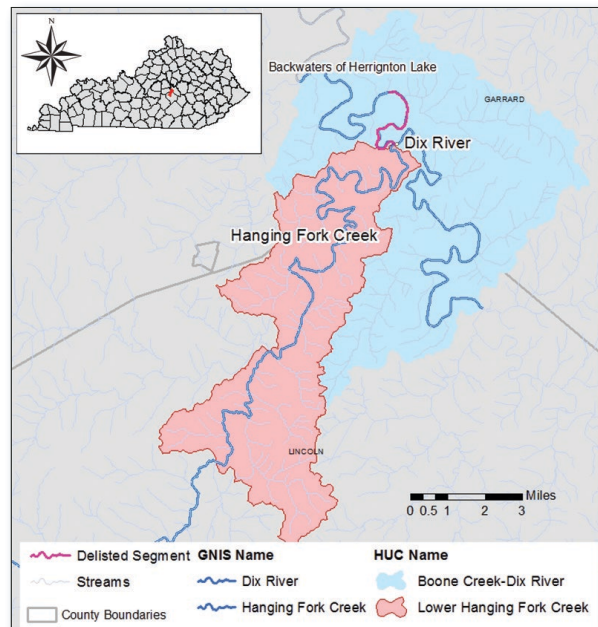 N
Backwaters of Herrignton Lake
GARRARD
Dix River
Hanging Fork Creek
LINCOLN
Miles
0 0.5 1 2 3
Delisted Segment GNIS Name HUC Name
Streams Dix River Boone Creek-Dix River
County Boundaries Hanging Fork Creek Lower Hanging Fork Creek